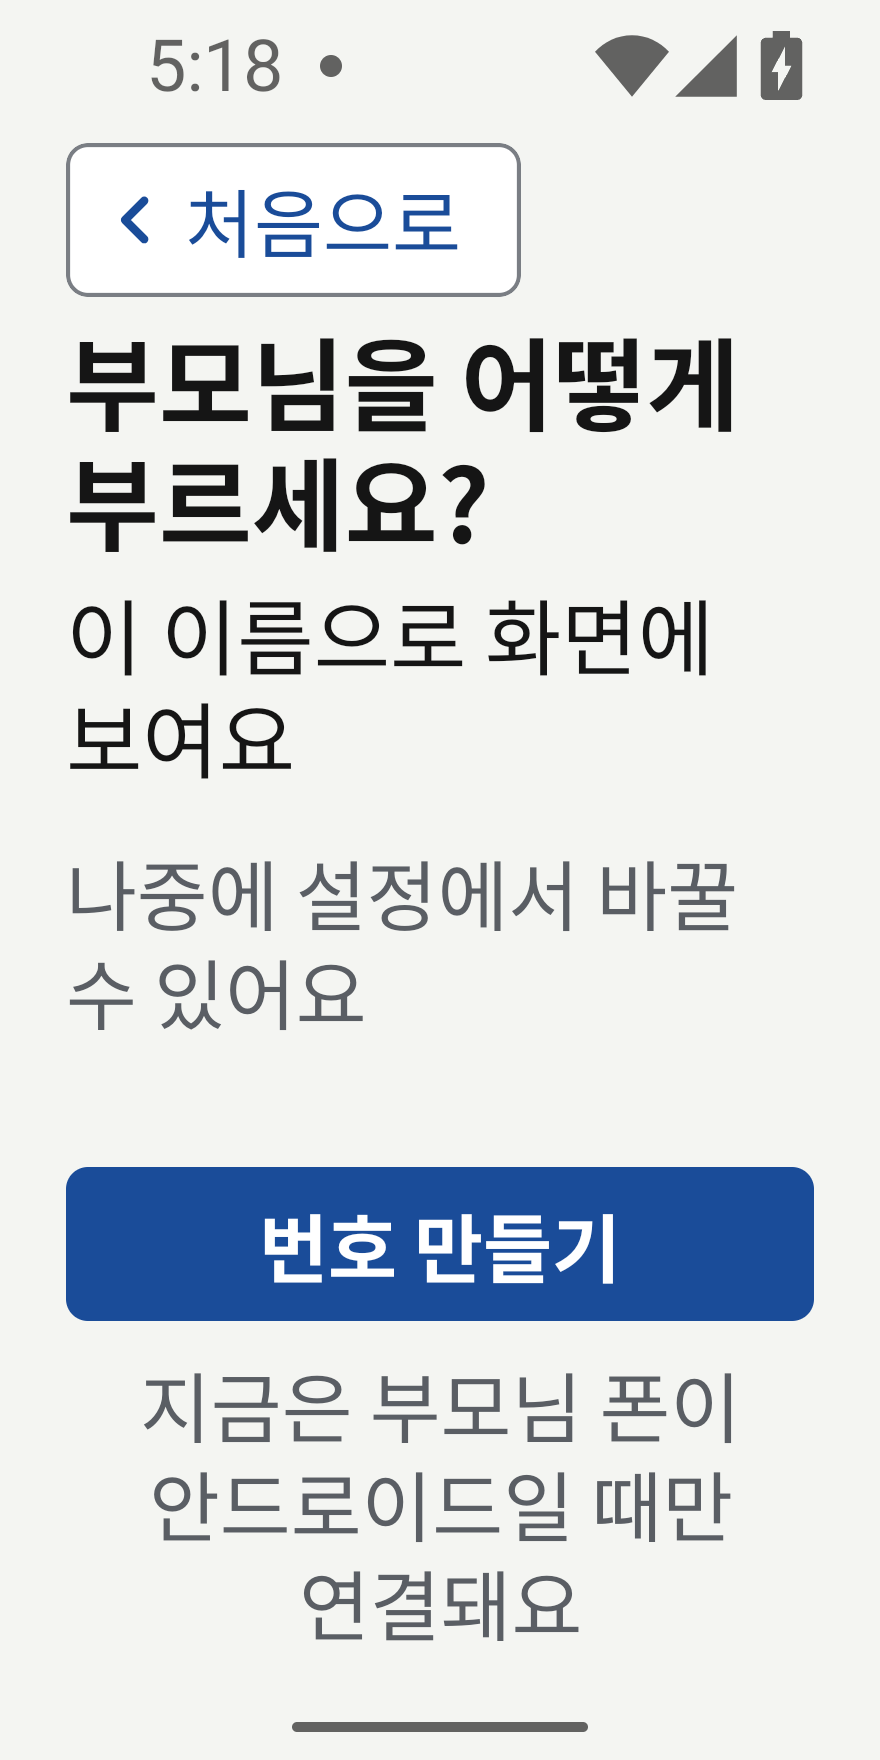 5:18
처음으로
부모님을 어떻게
부르세요?
이 이름으로 화면에
보여요
나중에 설정에서 바꿀
수 있어요
번호 만들기
지금은 부모님 폰이
안드로이드일 때만
연결돼요